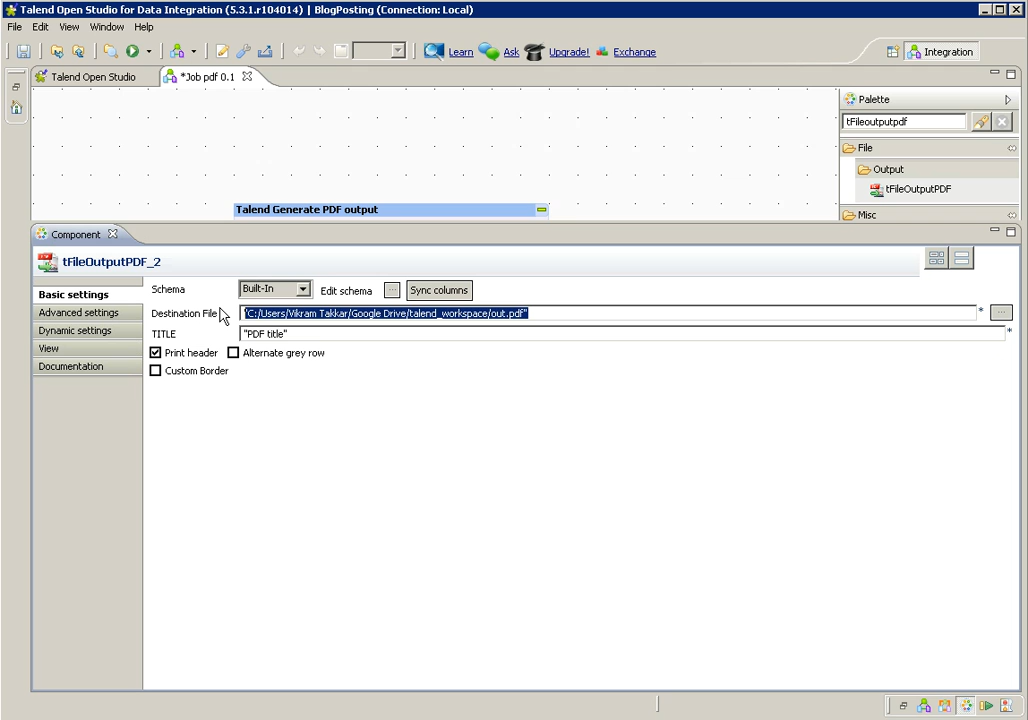 Talend Open Studio for Data Integration (5.3.1.r104014) | BlogPosting (Connection: Local)
File Edit View Window Help
Learn Ask Upgrade! Exchange Integration
Talend Open Studio *Job pdf 0.1
Palette
tFileoutputpdf
File
Output
tFileOutputPDF
Talend Generate PDF output
Misc
Component
tFileOutputPDF_2
Basic settings
Advanced settings
Dynamic settings
View
Documentation
Schema Built-In Edit schema ... Sync columns
Destination File "C:/Users/Vikram Takkar/Google Drive/talend_workspace/out.pdf" * ...
TITLE "PDF title" *
Print header Alternate grey row
Custom Border